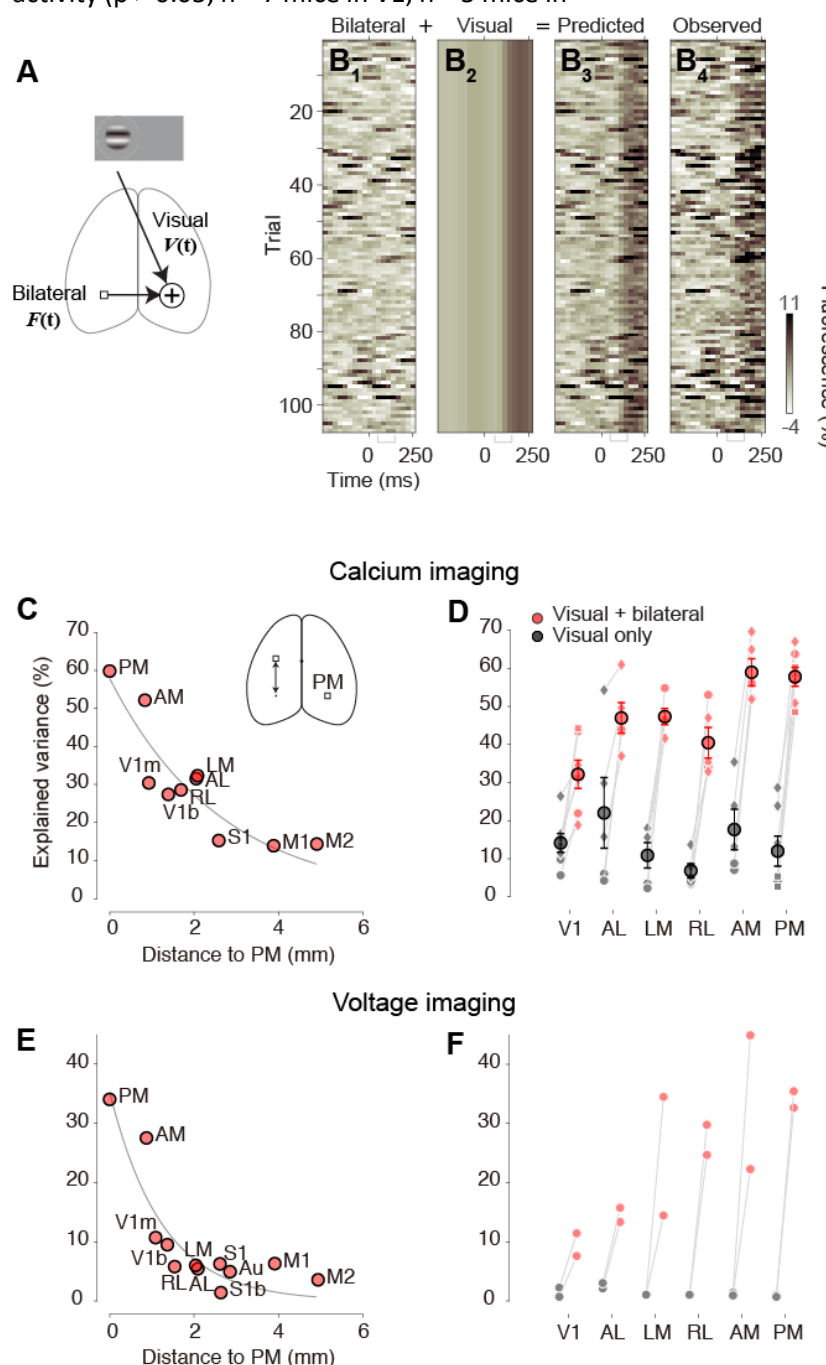 activity (p > 0.05, n = 7 mice in V1, n = 5 mice in
Bilateral + Visual = Predicted Observed
A
B1 B2 B3 B4
Visual
V(t)
Bilateral
F(t)
Trial
20
40
60
80
100
0 250 0 250 0 250 0 250
Time (ms)
11
-4
Fluorescence (%)
Calcium imaging
C
Explained variance (%)
70
60
50
40
30
20
10
0
PM
AM
V1m
V1b
LM
AL
RL
S1
M1
M2
PM
0 2 4 6
Distance to PM (mm)
D
Visual + bilateral
Visual only
70
60
50
40
30
20
10
0
V1 AL LM RL AM PM
Voltage imaging
E
40
30
20
10
0
PM
AM
V1m
V1b
LM
RL
AL
S1
Au
S1b
M1
M2
0 2 4 6
Distance to PM (mm)
F
40
30
20
10
0
V1 AL LM RL AM PM